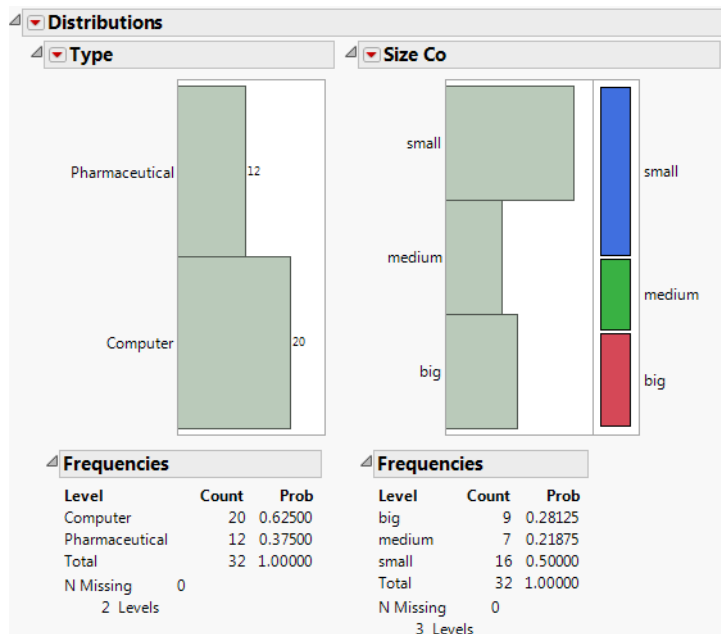 Distributions
Type
Pharmaceutical
12
Computer
20
Frequencies
Level Count Prob
Computer 20 0.62500
Pharmaceutical 12 0.37500
Total 32 1.00000
N Missing 0
2 Levels
Size Co
small
medium
big
small
medium
big
Frequencies
Level Count Prob
big 9 0.28125
medium 7 0.21875
small 16 0.50000
Total 32 1.00000
N Missing 0
3 Levels